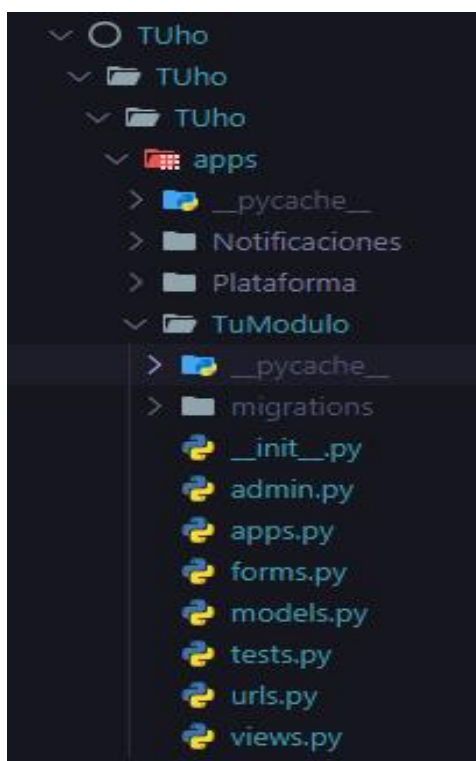 TUho
TUho
TUho
apps
__pycache__
Notificaciones
Plataforma
TuModulo
__pycache__
migrations
__init__.py
admin.py
apps.py
forms.py
models.py
tests.py
urls.py
views.py